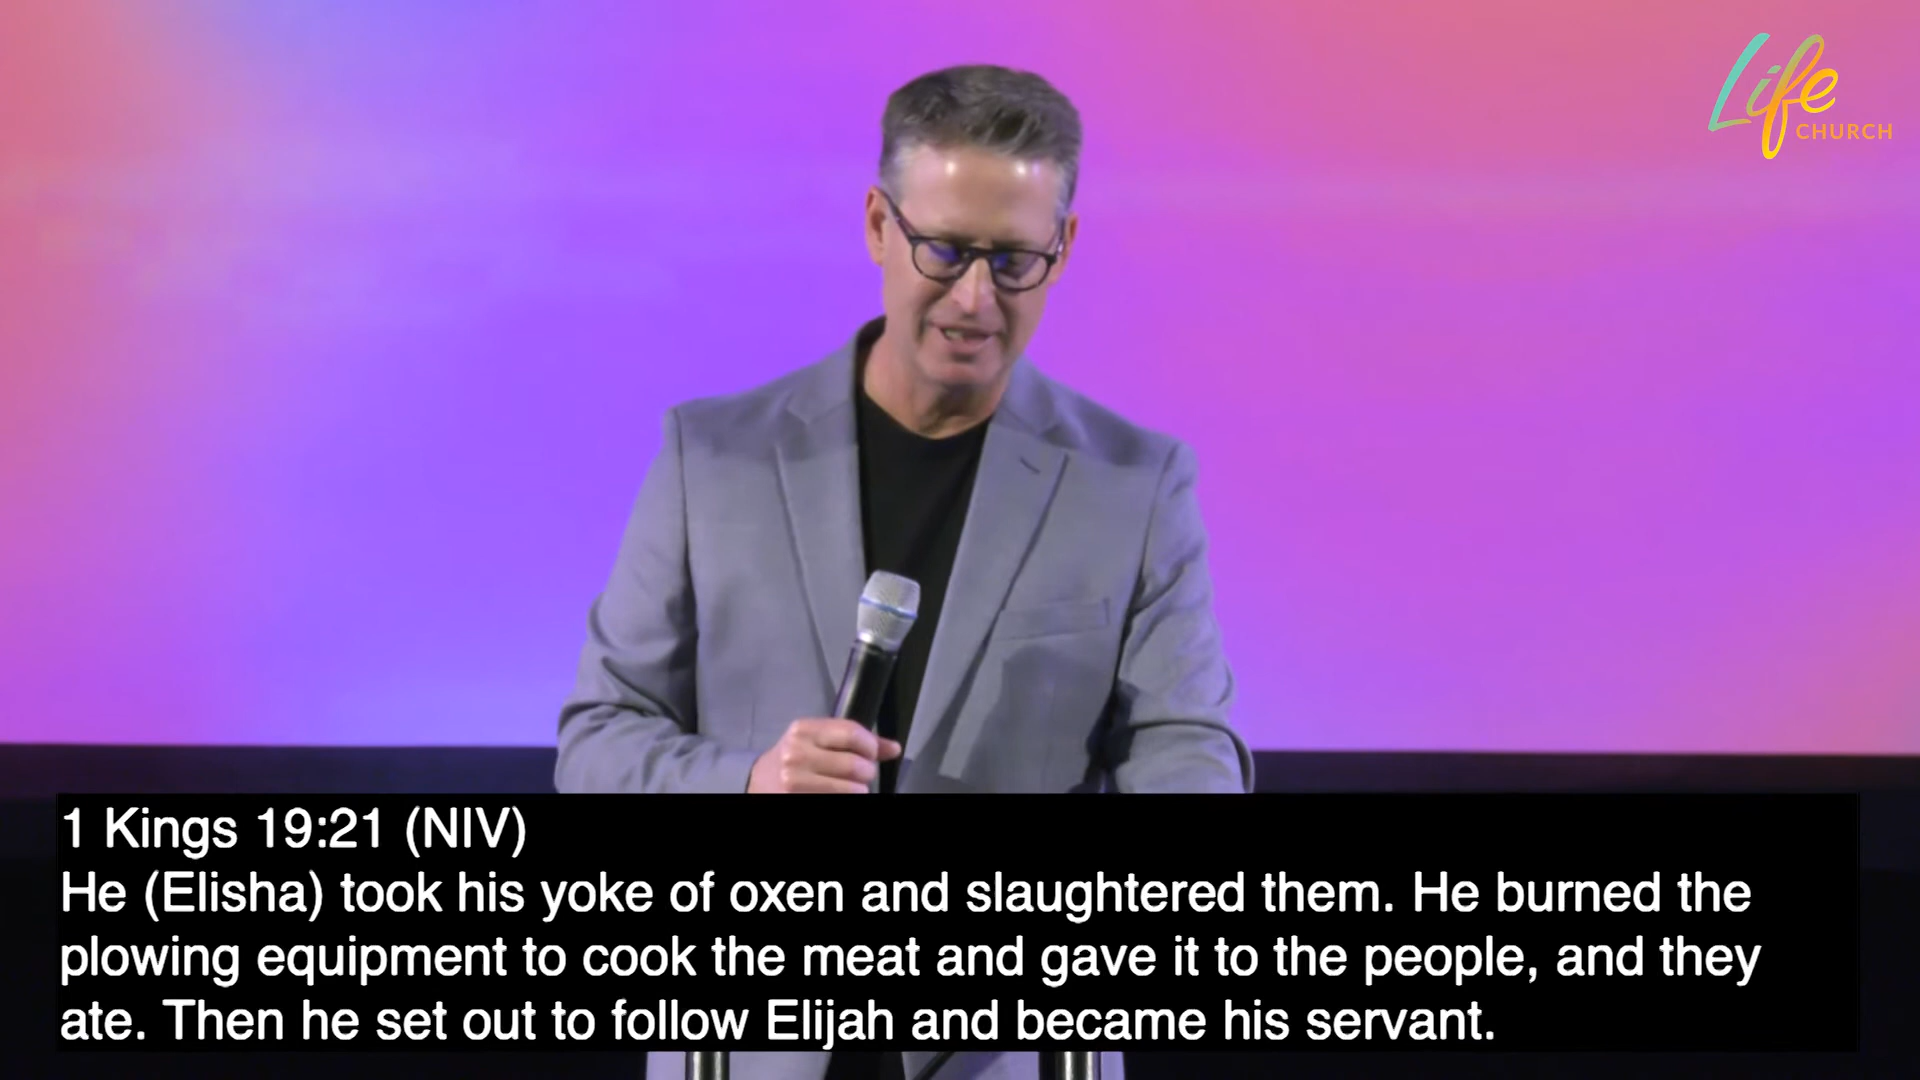 Life
CHURCH
1 Kings 19:21 (NIV)
He (Elisha) took his yoke of oxen and slaughtered them. He burned the
plowing equipment to cook the meat and gave it to the people, and they
ate. Then he set out to follow Elijah and became his servant.